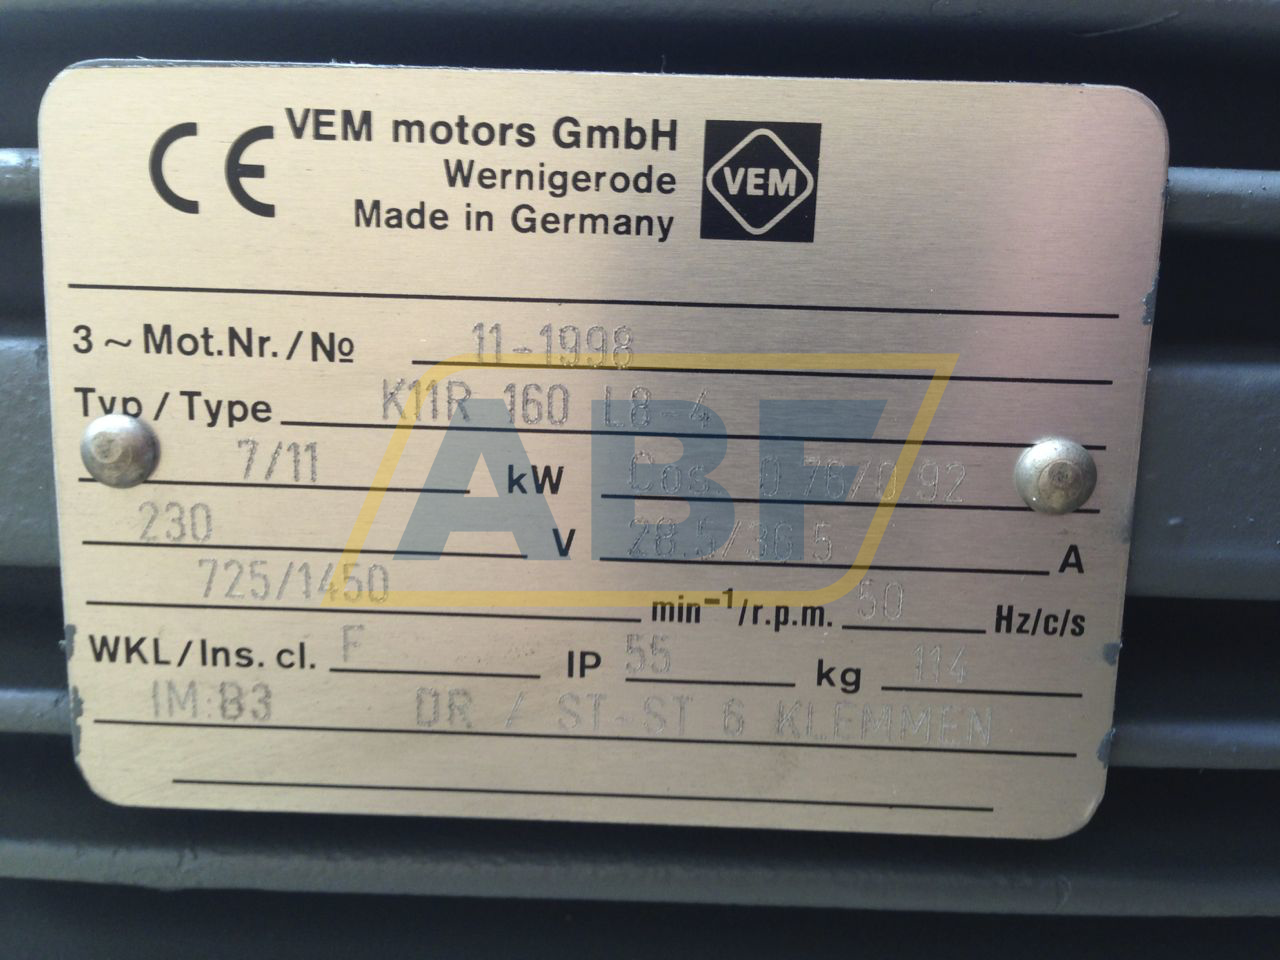 CE VEM motors GmbH
Wernigerode
Made in Germany
VEM
3 ~ Mot.Nr. / No 11-1998
Typ / Type K11R 160 L8-4
7/11 kW Cos 0.76/0.92
230 V 28.5/36.5 A
725/1450 min⁻¹/r.p.m. 50 Hz/c/s
WKL/Ins. cl. F IP 55 kg 114
IM:B3 DR / ST-ST 6 KLEMMEN
ABF